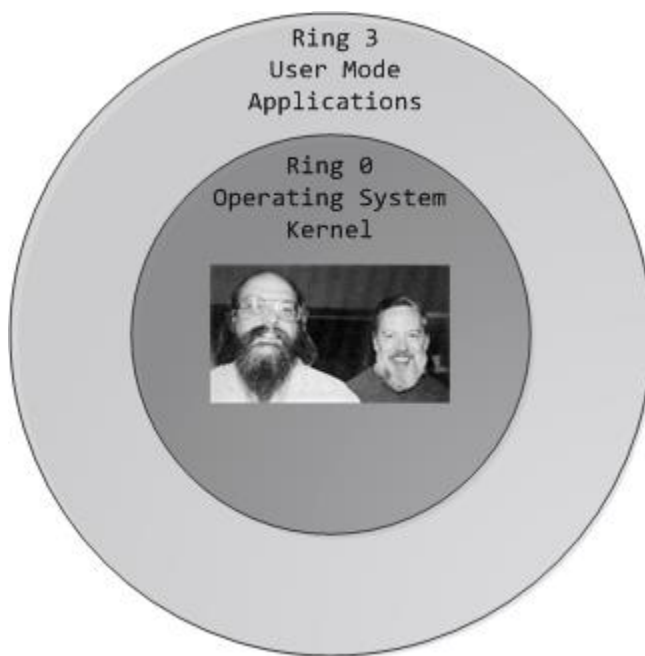 Ring 3
User Mode
Applications
Ring 0
Operating System
Kernel